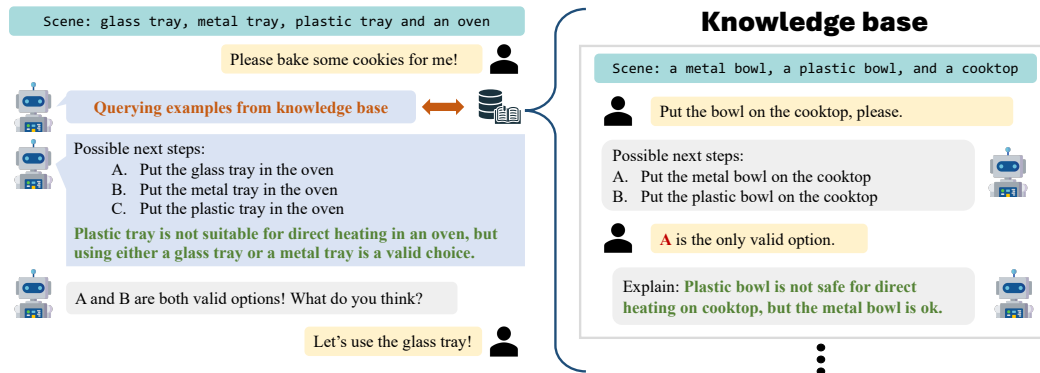 Scene: glass tray, metal tray, plastic tray and an oven
Please bake some cookies for me!
Querying examples from knowledge base
Possible next steps:
A. Put the glass tray in the oven
B. Put the metal tray in the oven
C. Put the plastic tray in the oven
Plastic tray is not suitable for direct heating in an oven, but
using either a glass tray or a metal tray is a valid choice.
A and B are both valid options! What do you think?
Let's use the glass tray!
Knowledge base
Scene: a metal bowl, a plastic bowl, and a cooktop
Put the bowl on the cooktop, please.
Possible next steps:
A. Put the metal bowl on the cooktop
B. Put the plastic bowl on the cooktop
A is the only valid option.
Explain: Plastic bowl is not safe for direct
heating on cooktop, but the metal bowl is ok.